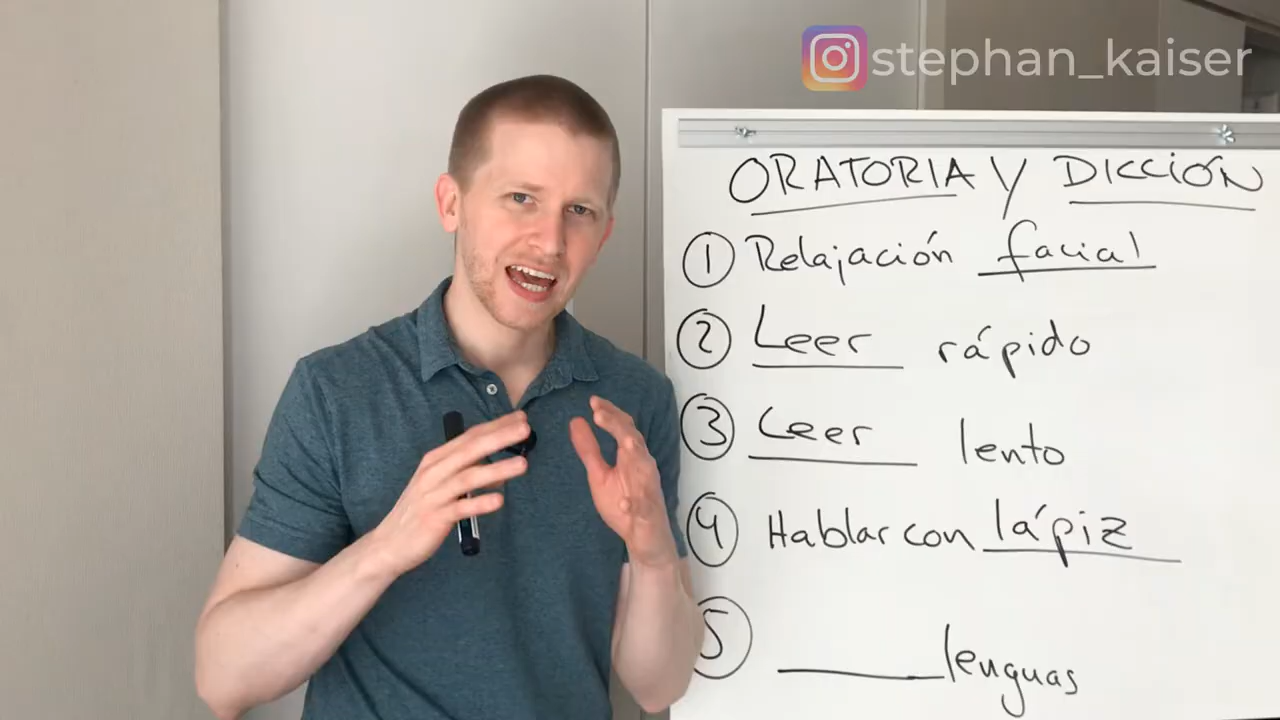 stephan_kaiser
ORATORIA Y DICCIÓN
1 Relajación facial
2 Leer rápido
3 Leer lento
4 Hablar con lápiz
5 lenguas